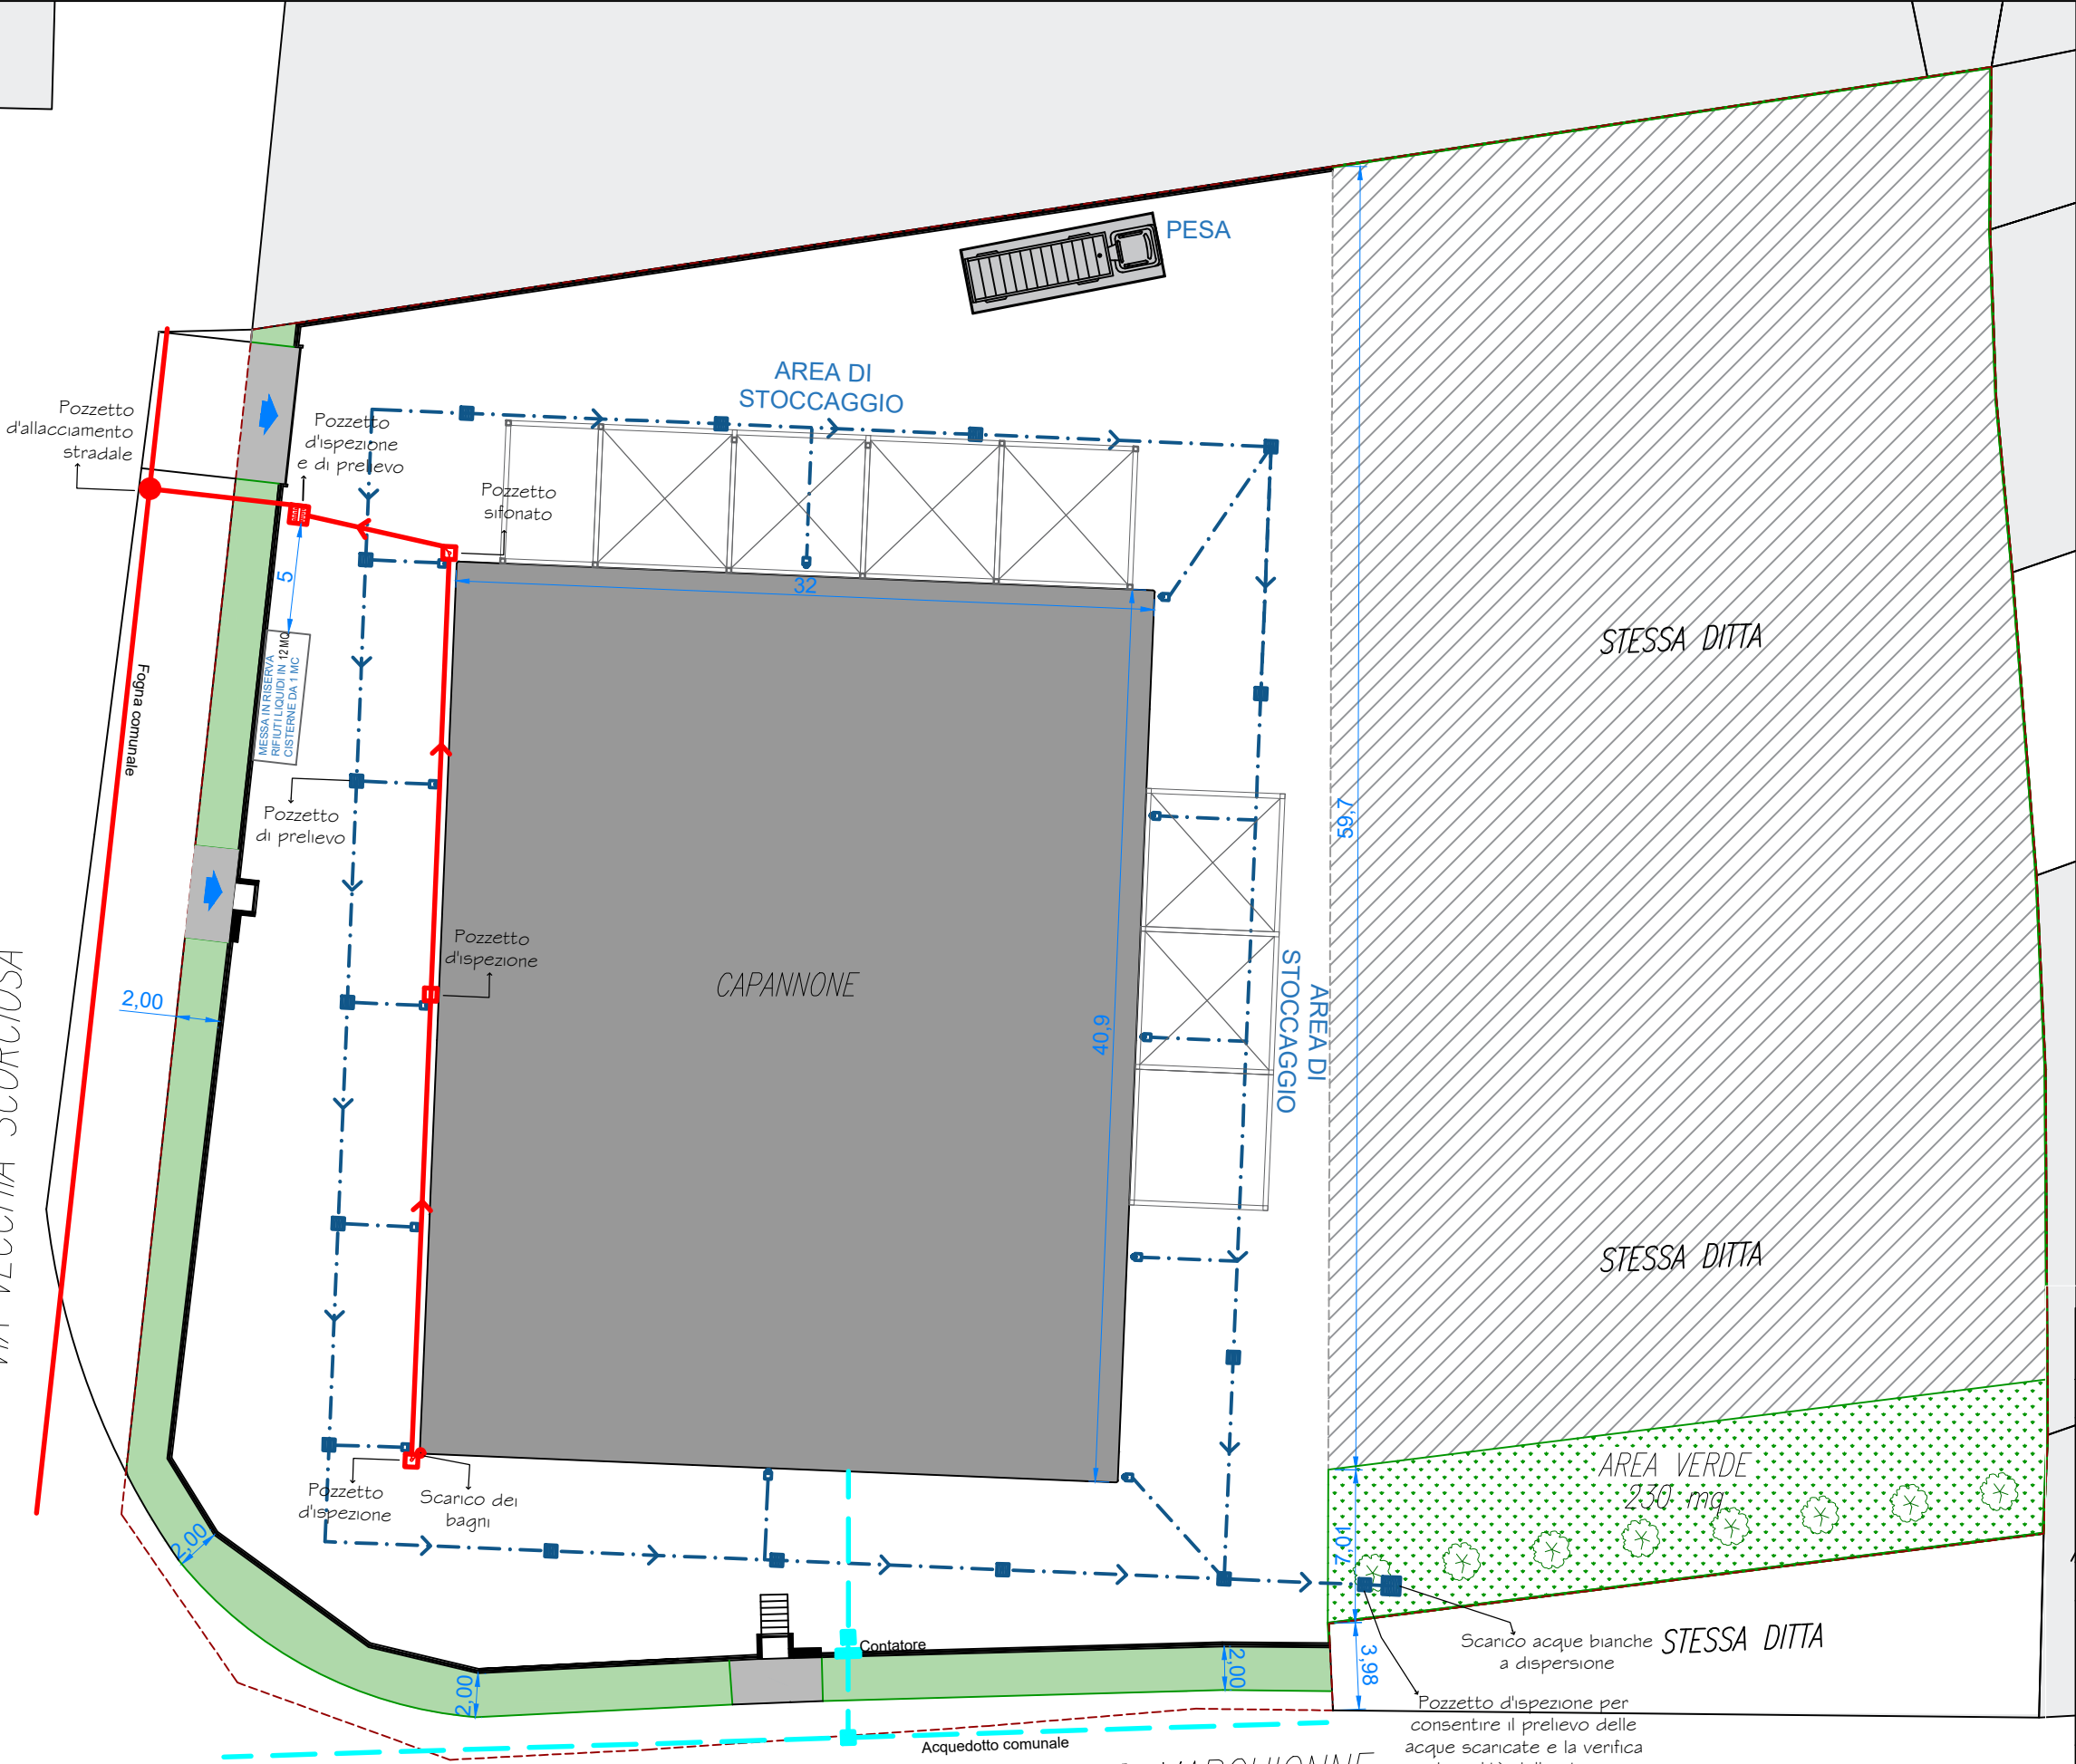 PESA
AREA DI
STOCCAGGIO
Pozzetto
d'allacciamento
stradale
Pozzetto
d'ispezione
e di prelievo
Pozzetto
sifonato
32
5
MESSA IN RISERVA
RIFIUTI LIQUIDI IN 12
CISTERNE DA 1 MC
Fogna comunale
STESSA DITTA
59,7
Pozzetto
di prelievo
Pozzetto
d'ispezione
CAPANNONE
40,9
AREA DI
STOCCAGGIO
2,00
VIA VECCHIA SCORCIOSA
STESSA DITTA
AREA VERDE
230 mq
7,01
Pozzetto
d'ispezione
Scarico dei
bagni
2,00
2,00
2,00
3,98
Contatore
Scarico acque bianche
a dispersione
STESSA DITTA
Pozzetto d'ispezione per
consentire il prelievo delle
acque scaricate e la verifica
Acquedotto comunale